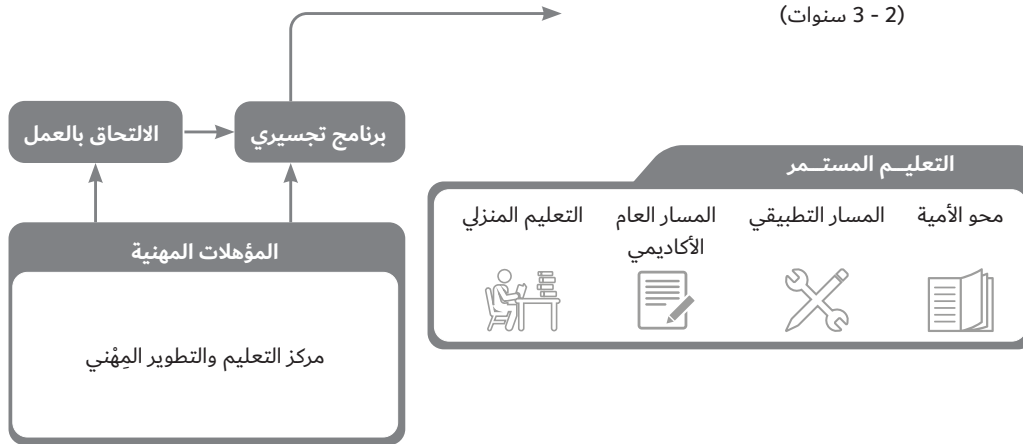 (2 - 3 سنوات)
برنامج تجسيري
الالتحاق بالعمل
التعليــم المستــمر
محو الأمية
المسار التطبيقي
المسار العام
الأكاديمي
التعليم المنزلي
المؤهلات المهنية
مركز التعليم والتطوير المِهْني